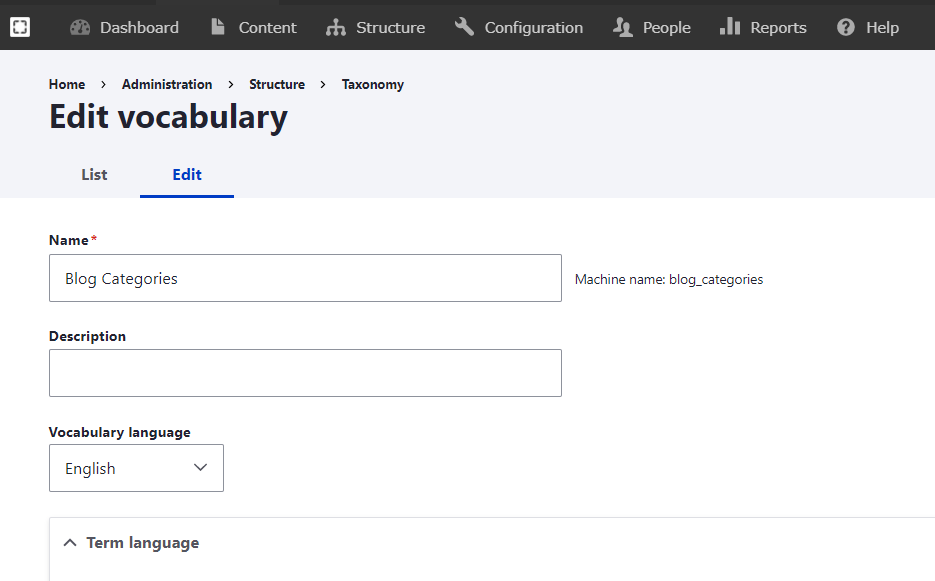 Dashboard Content Structure Configuration People Reports Help
Home › Administration › Structure › Taxonomy
Edit vocabulary
List Edit
Name*
Blog Categories Machine name: blog_categories
Description
Vocabulary language
English
Term language